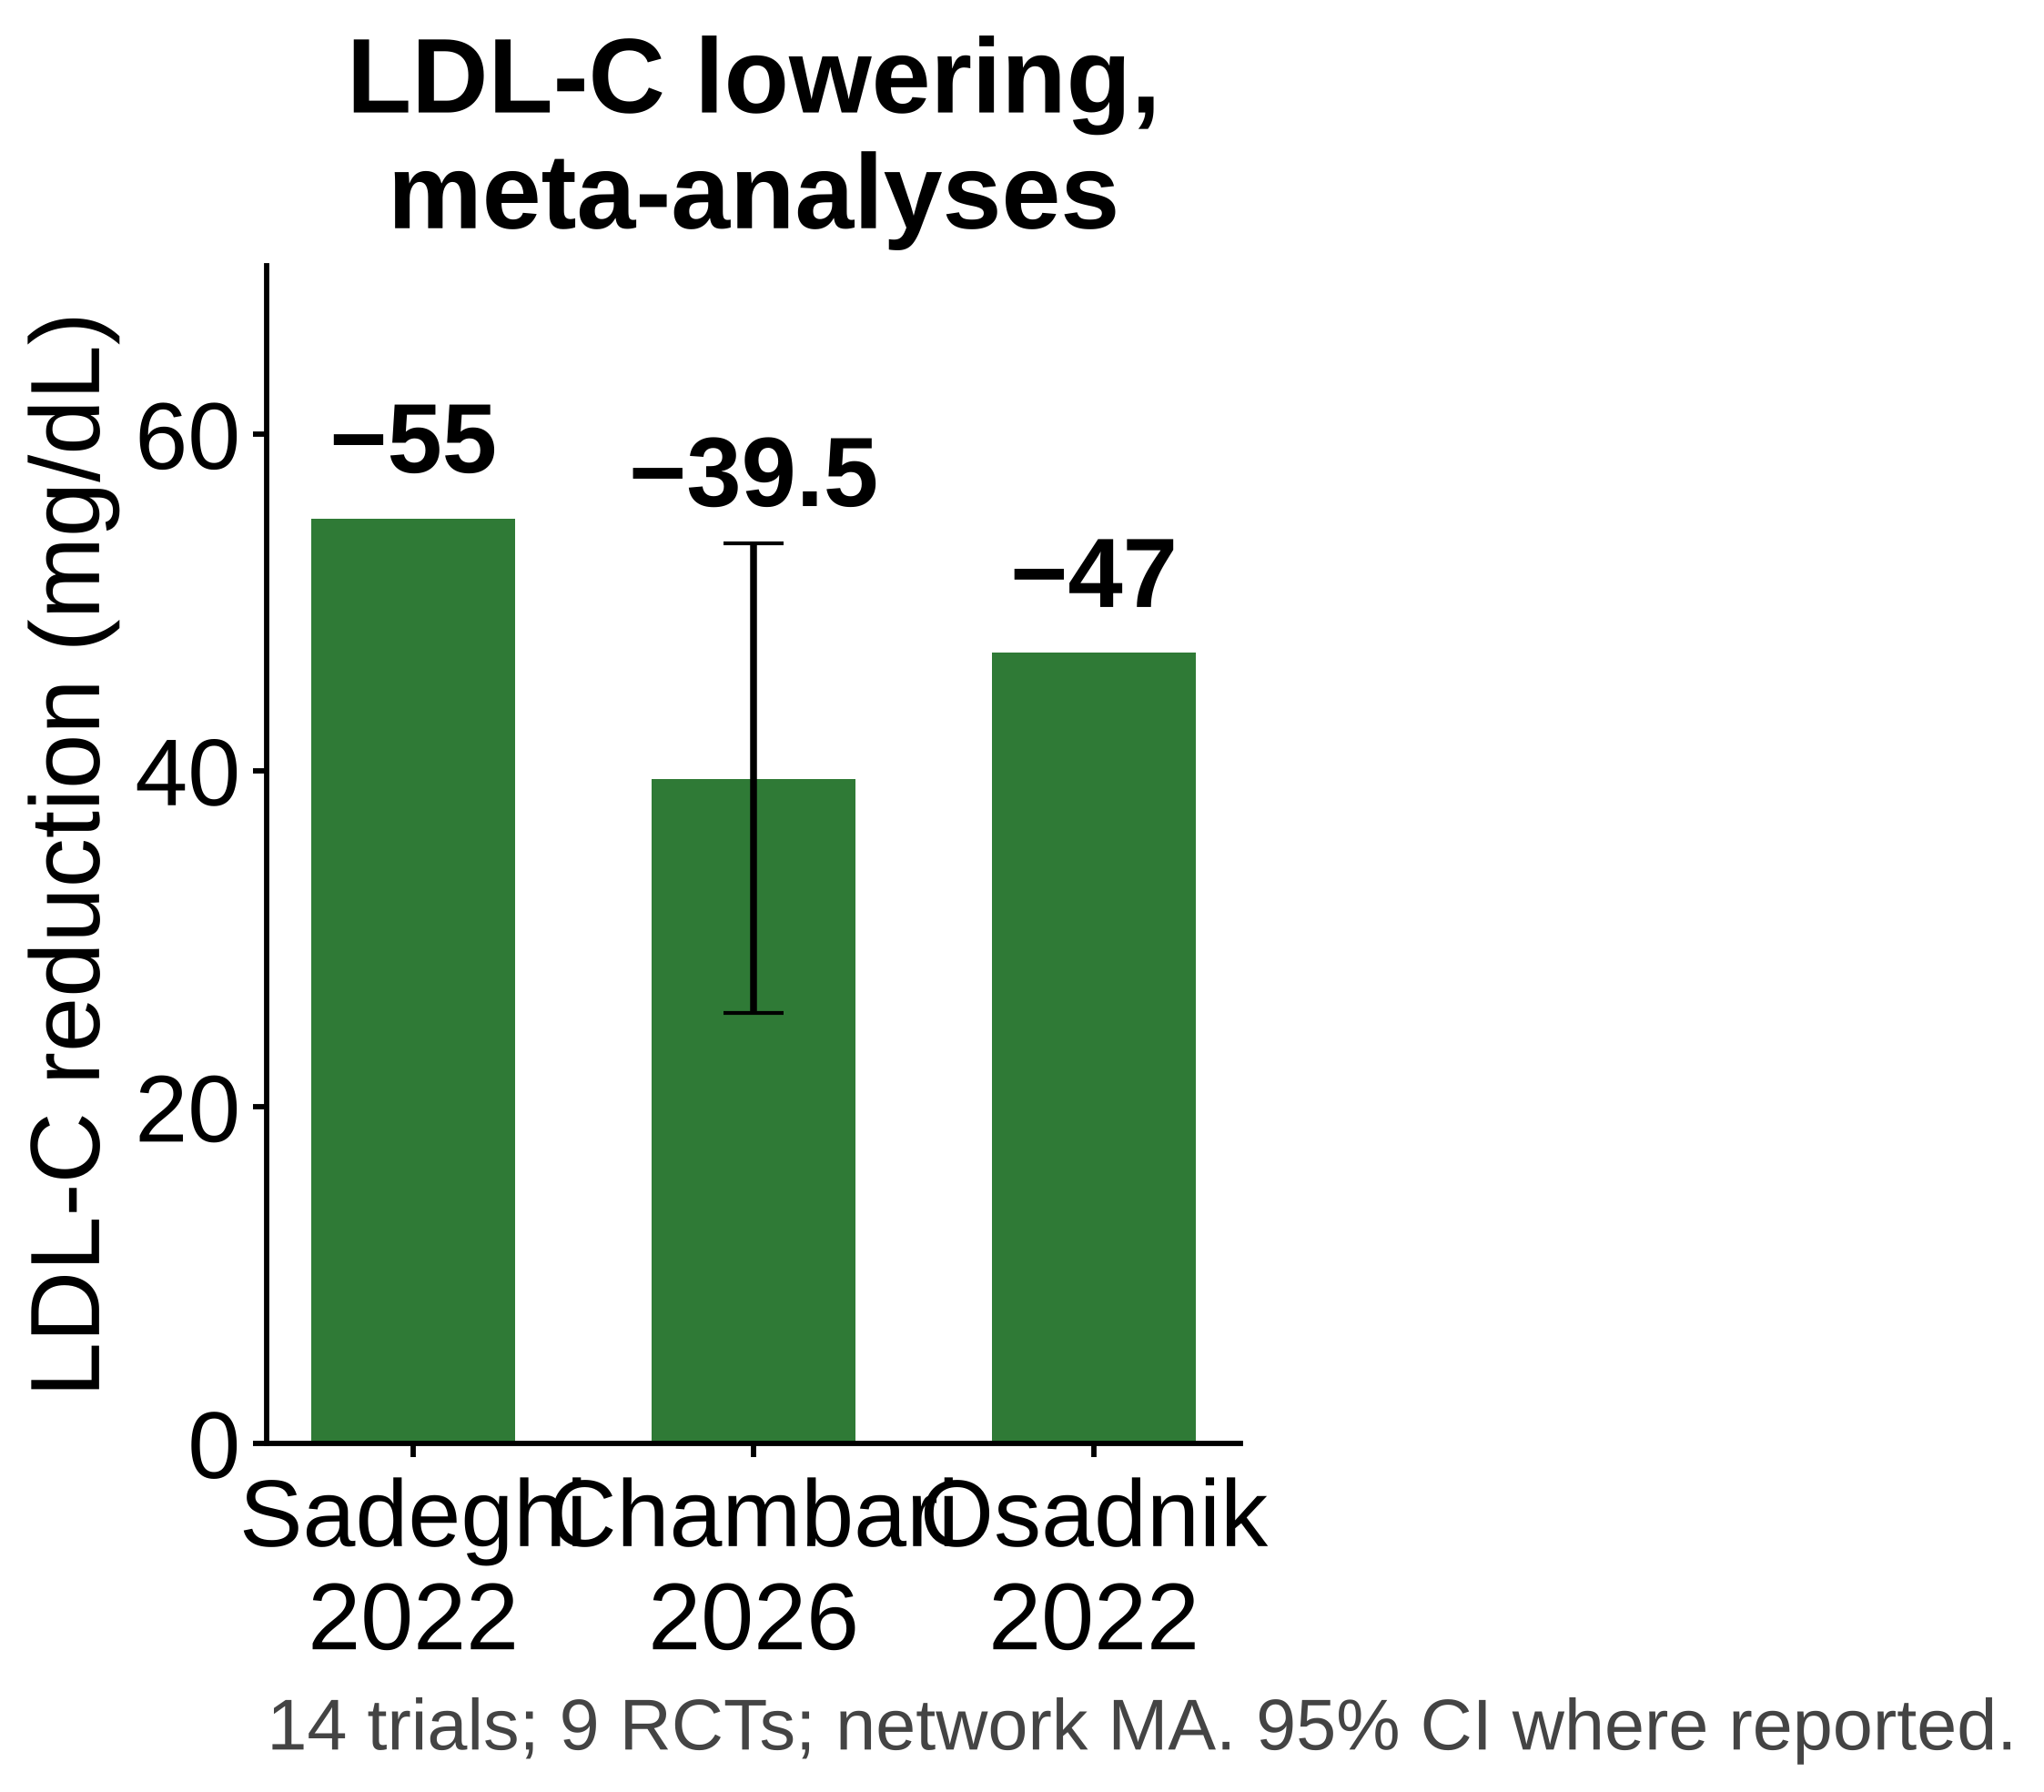 LDL-C lowering,
meta-analyses
LDL-C reduction (mg/dL)
60
40
20
0
–55
–39.5
–47
Sadeghi
2022
Chambari
2026
Osadnik
2022
14 trials; 9 RCTs; network MA. 95% CI where reported.